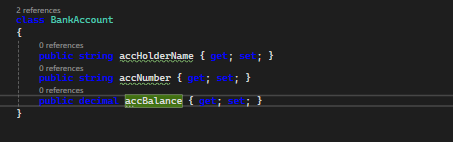 2 references
class BankAccount
{
0 references
public string accHolderName { get; set; }
0 references
public string accNumber { get; set; }
0 references
public decimal accBalance { get; set; }
}